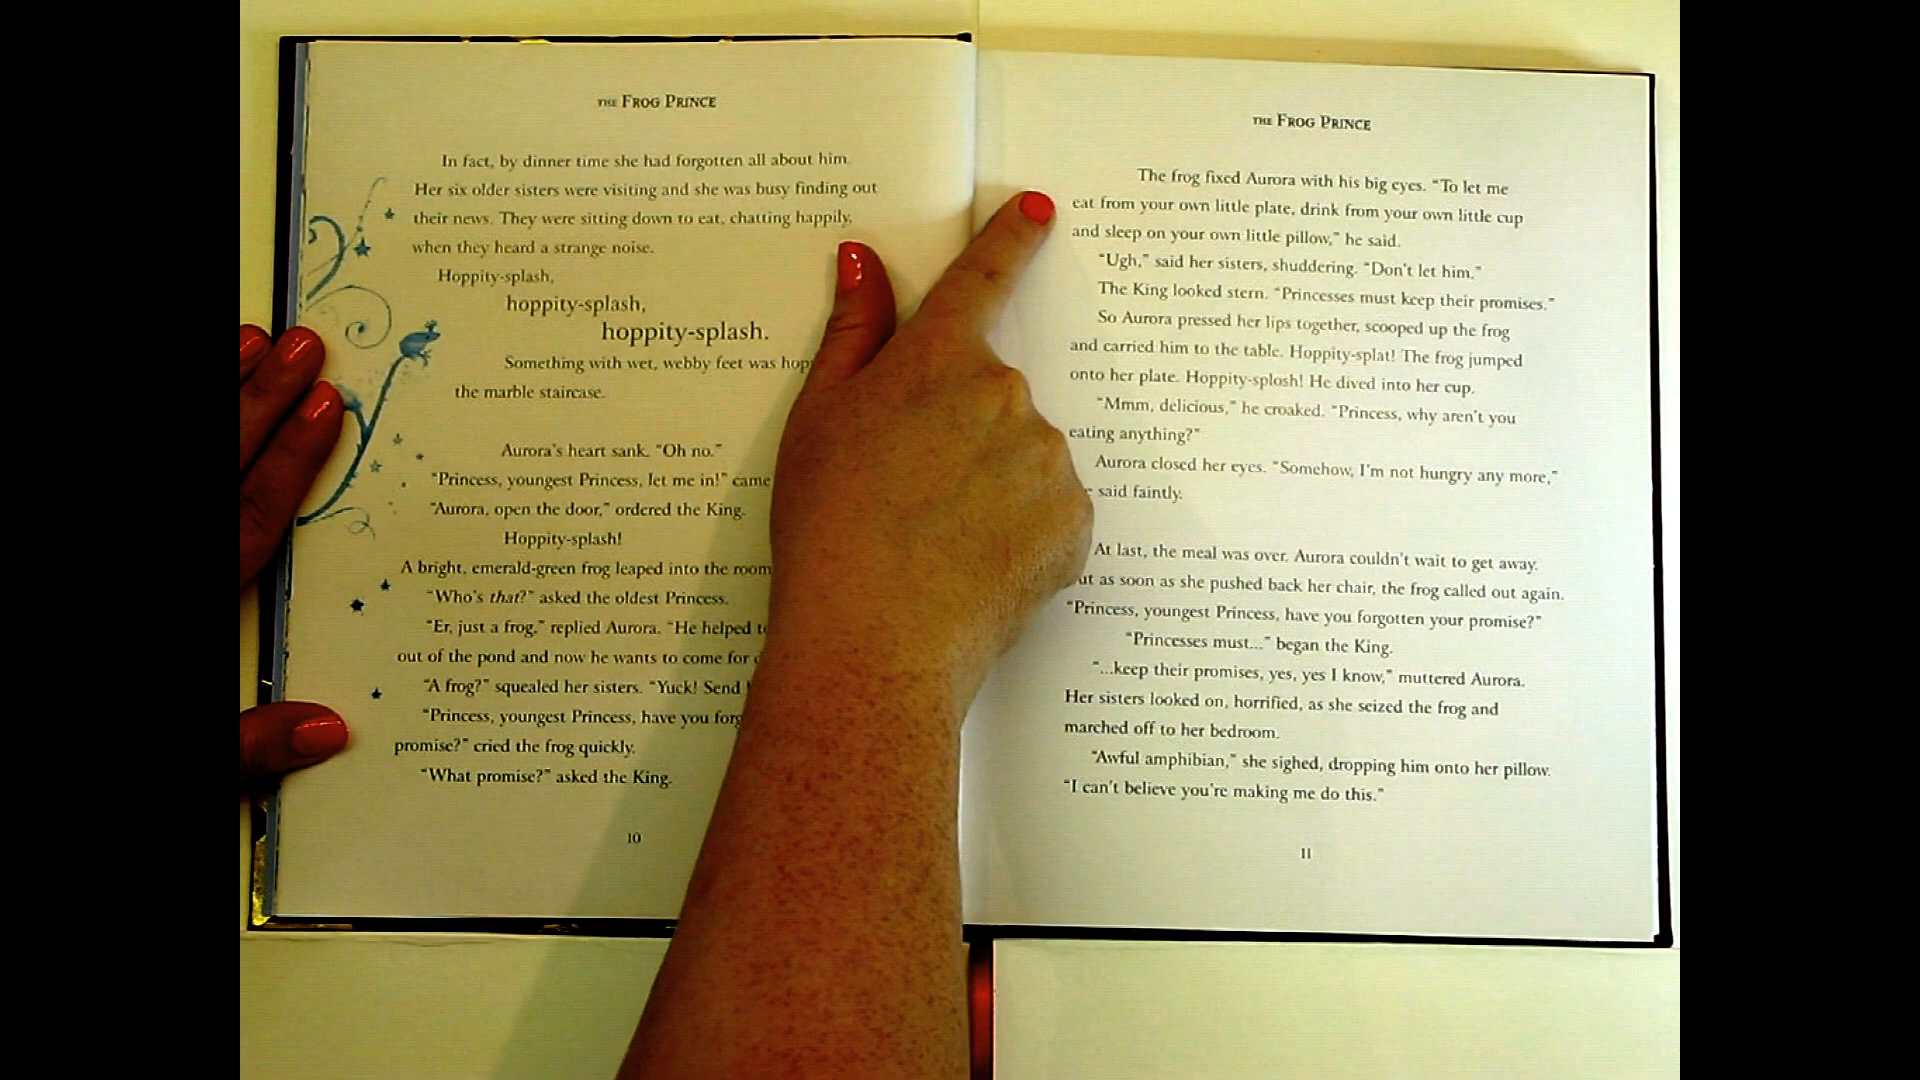 THE FROG PRINCE
In fact, by dinner time she had forgotten all about him.
Her six older sisters were visiting and she was busy finding out
their news. They were sitting down to eat, chatting happily,
when they heard a strange noise.
Hoppity-splash,
hoppity-splash,
hoppity-splash.
Something with wet, webby feet was
the marble staircase.
Aurora's heart sank. "Oh no."
"Princess, youngest Princess, let me in!" came
"Aurora, open the door," ordered the King.
Hoppity-splash!
A bright, emerald-green frog leaped into the room
"Who's that?" asked the oldest Princess.
"Er, just a frog," replied Aurora. "He helped
out of the pond and now he wants to come for
"A frog?" squealed her sisters. "Yuck! Send
"Princess, youngest Princess, have you
promise?" cried the frog quickly.
"What promise?" asked the King.
10
THE FROG PRINCE
The frog fixed Aurora with his big eyes. "To let me
eat from your own little plate, drink from your own little cup
and sleep on your own little pillow," he said.
"Ugh," said her sisters, shuddering. "Don't let him."
The King looked stern. "Princesses must keep their promises."
So Aurora pressed her lips together, scooped up the frog
and carried him to the table. Hoppity-splat! The frog jumped
onto her plate. Hoppity-splosh! He dived into her cup.
"Mmm, delicious," he croaked. "Princess, why aren't you
eating anything?"
Aurora closed her eyes. "Somehow, I'm not hungry any more,"
said faintly.
At last, the meal was over. Aurora couldn't wait to get away.
as soon as she pushed back her chair, the frog called out again.
"Princess, youngest Princess, have you forgotten your promise?"
"Princesses must..." began the King.
"...keep their promises, yes, yes I know," muttered Aurora.
Her sisters looked on, horrified, as she seized the frog and
marched off to her bedroom.
"Awful amphibian," she sighed, dropping him onto her pillow.
"I can't believe you're making me do this."
11